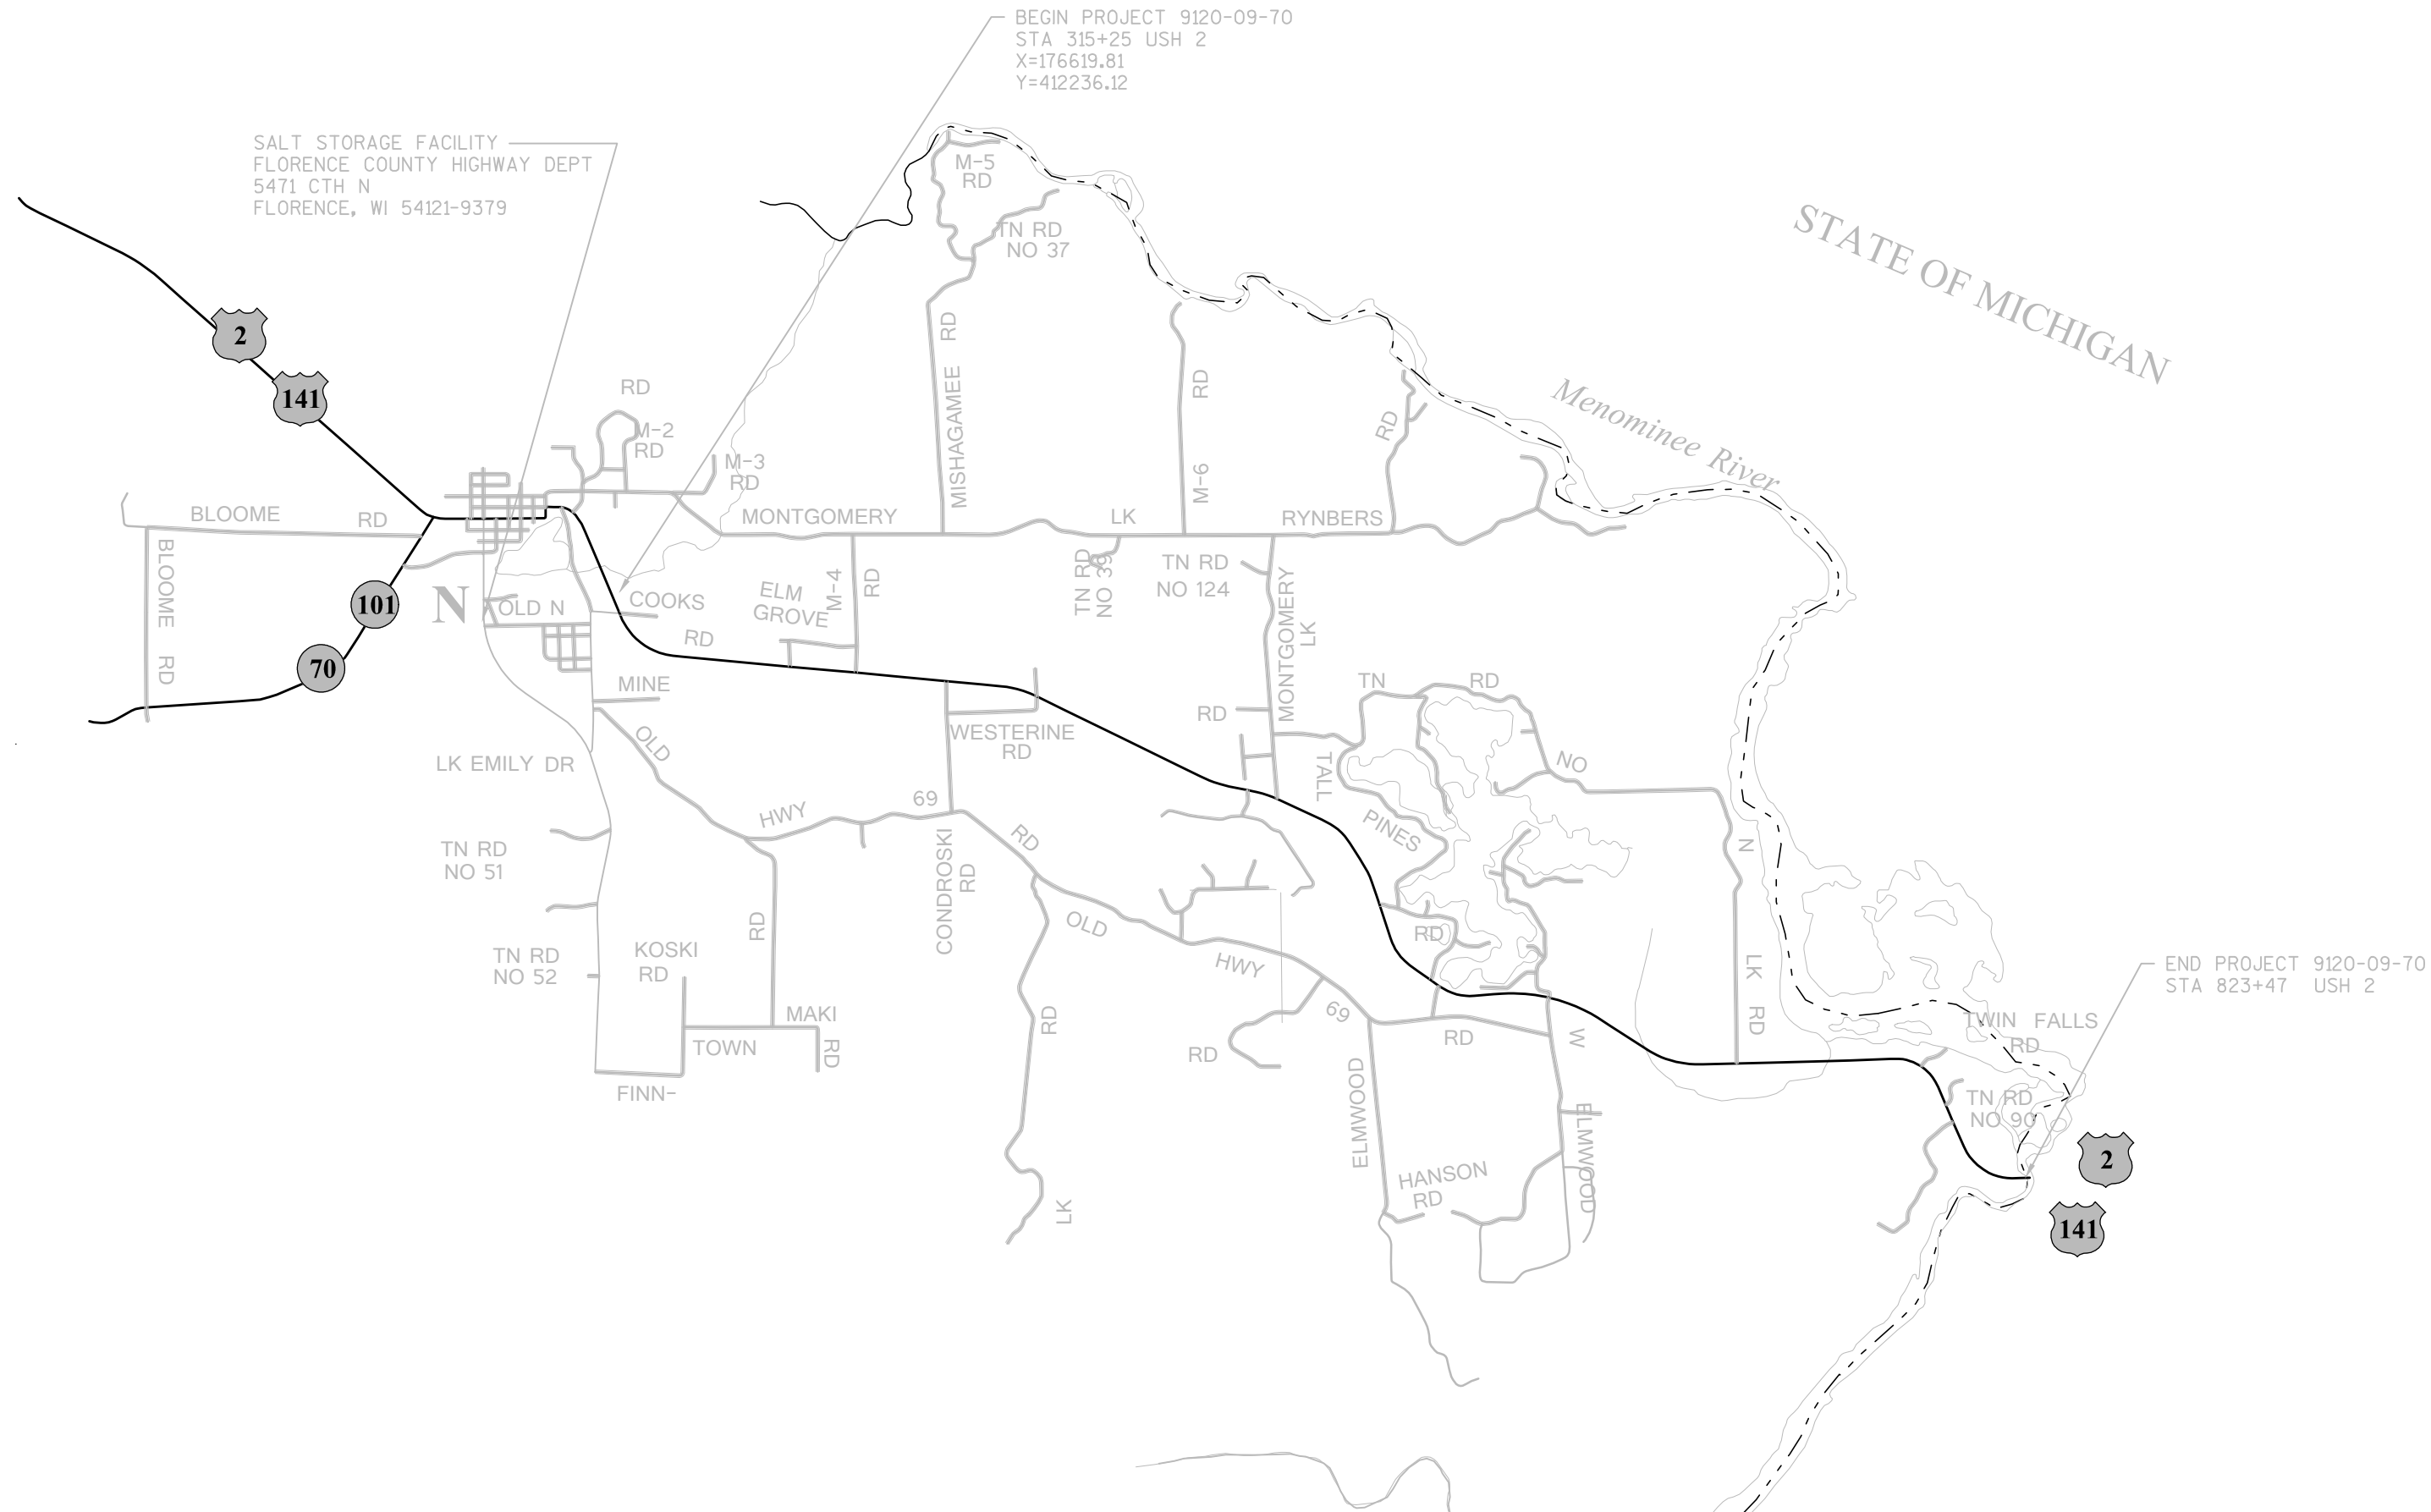 BEGIN PROJECT 9120-09-70
STA 315+25 USH 2
X=176619.81
Y=412236.12
SALT STORAGE FACILITY
FLORENCE COUNTY HIGHWAY DEPT
5471 CTH N
FLORENCE, WI 54121-9379
STATE OF MICHIGAN
Menominee River
M-5
RD
TN RD
NO 37
2
141
RD
M-2
RD
M-3
RD
MISHAGAMEE RD
M-6 RD
RD
BLOOME RD
MONTGOMERY
LK
RYNBERS
BLOOME RD
101
N
OLD N
COOKS
RD
ELM
GROVE
M-4
RD
TN RD
NO 39
TN RD
NO 124
MONTGOMERY
LK
70
MINE
OLD
WESTERINE
RD
RD
TN
RD
NO
TALL
PINES
LK EMILY DR
HWY
69
RD
TN RD
NO 51
CONDROSKI
RD
N
OLD
RD
RD
TN RD
NO 52
KOSKI
RD
HWY
LK
RD
END PROJECT 9120-09-70
STA 823+47 USH 2
69
MAKI
RD
TOWN
RD
RD
RD
W
TWIN FALLS
RD
FINN-
ELMWOOD
ELMWOOD
TN RD
NO 90
HANSON
RD
LK
2
141